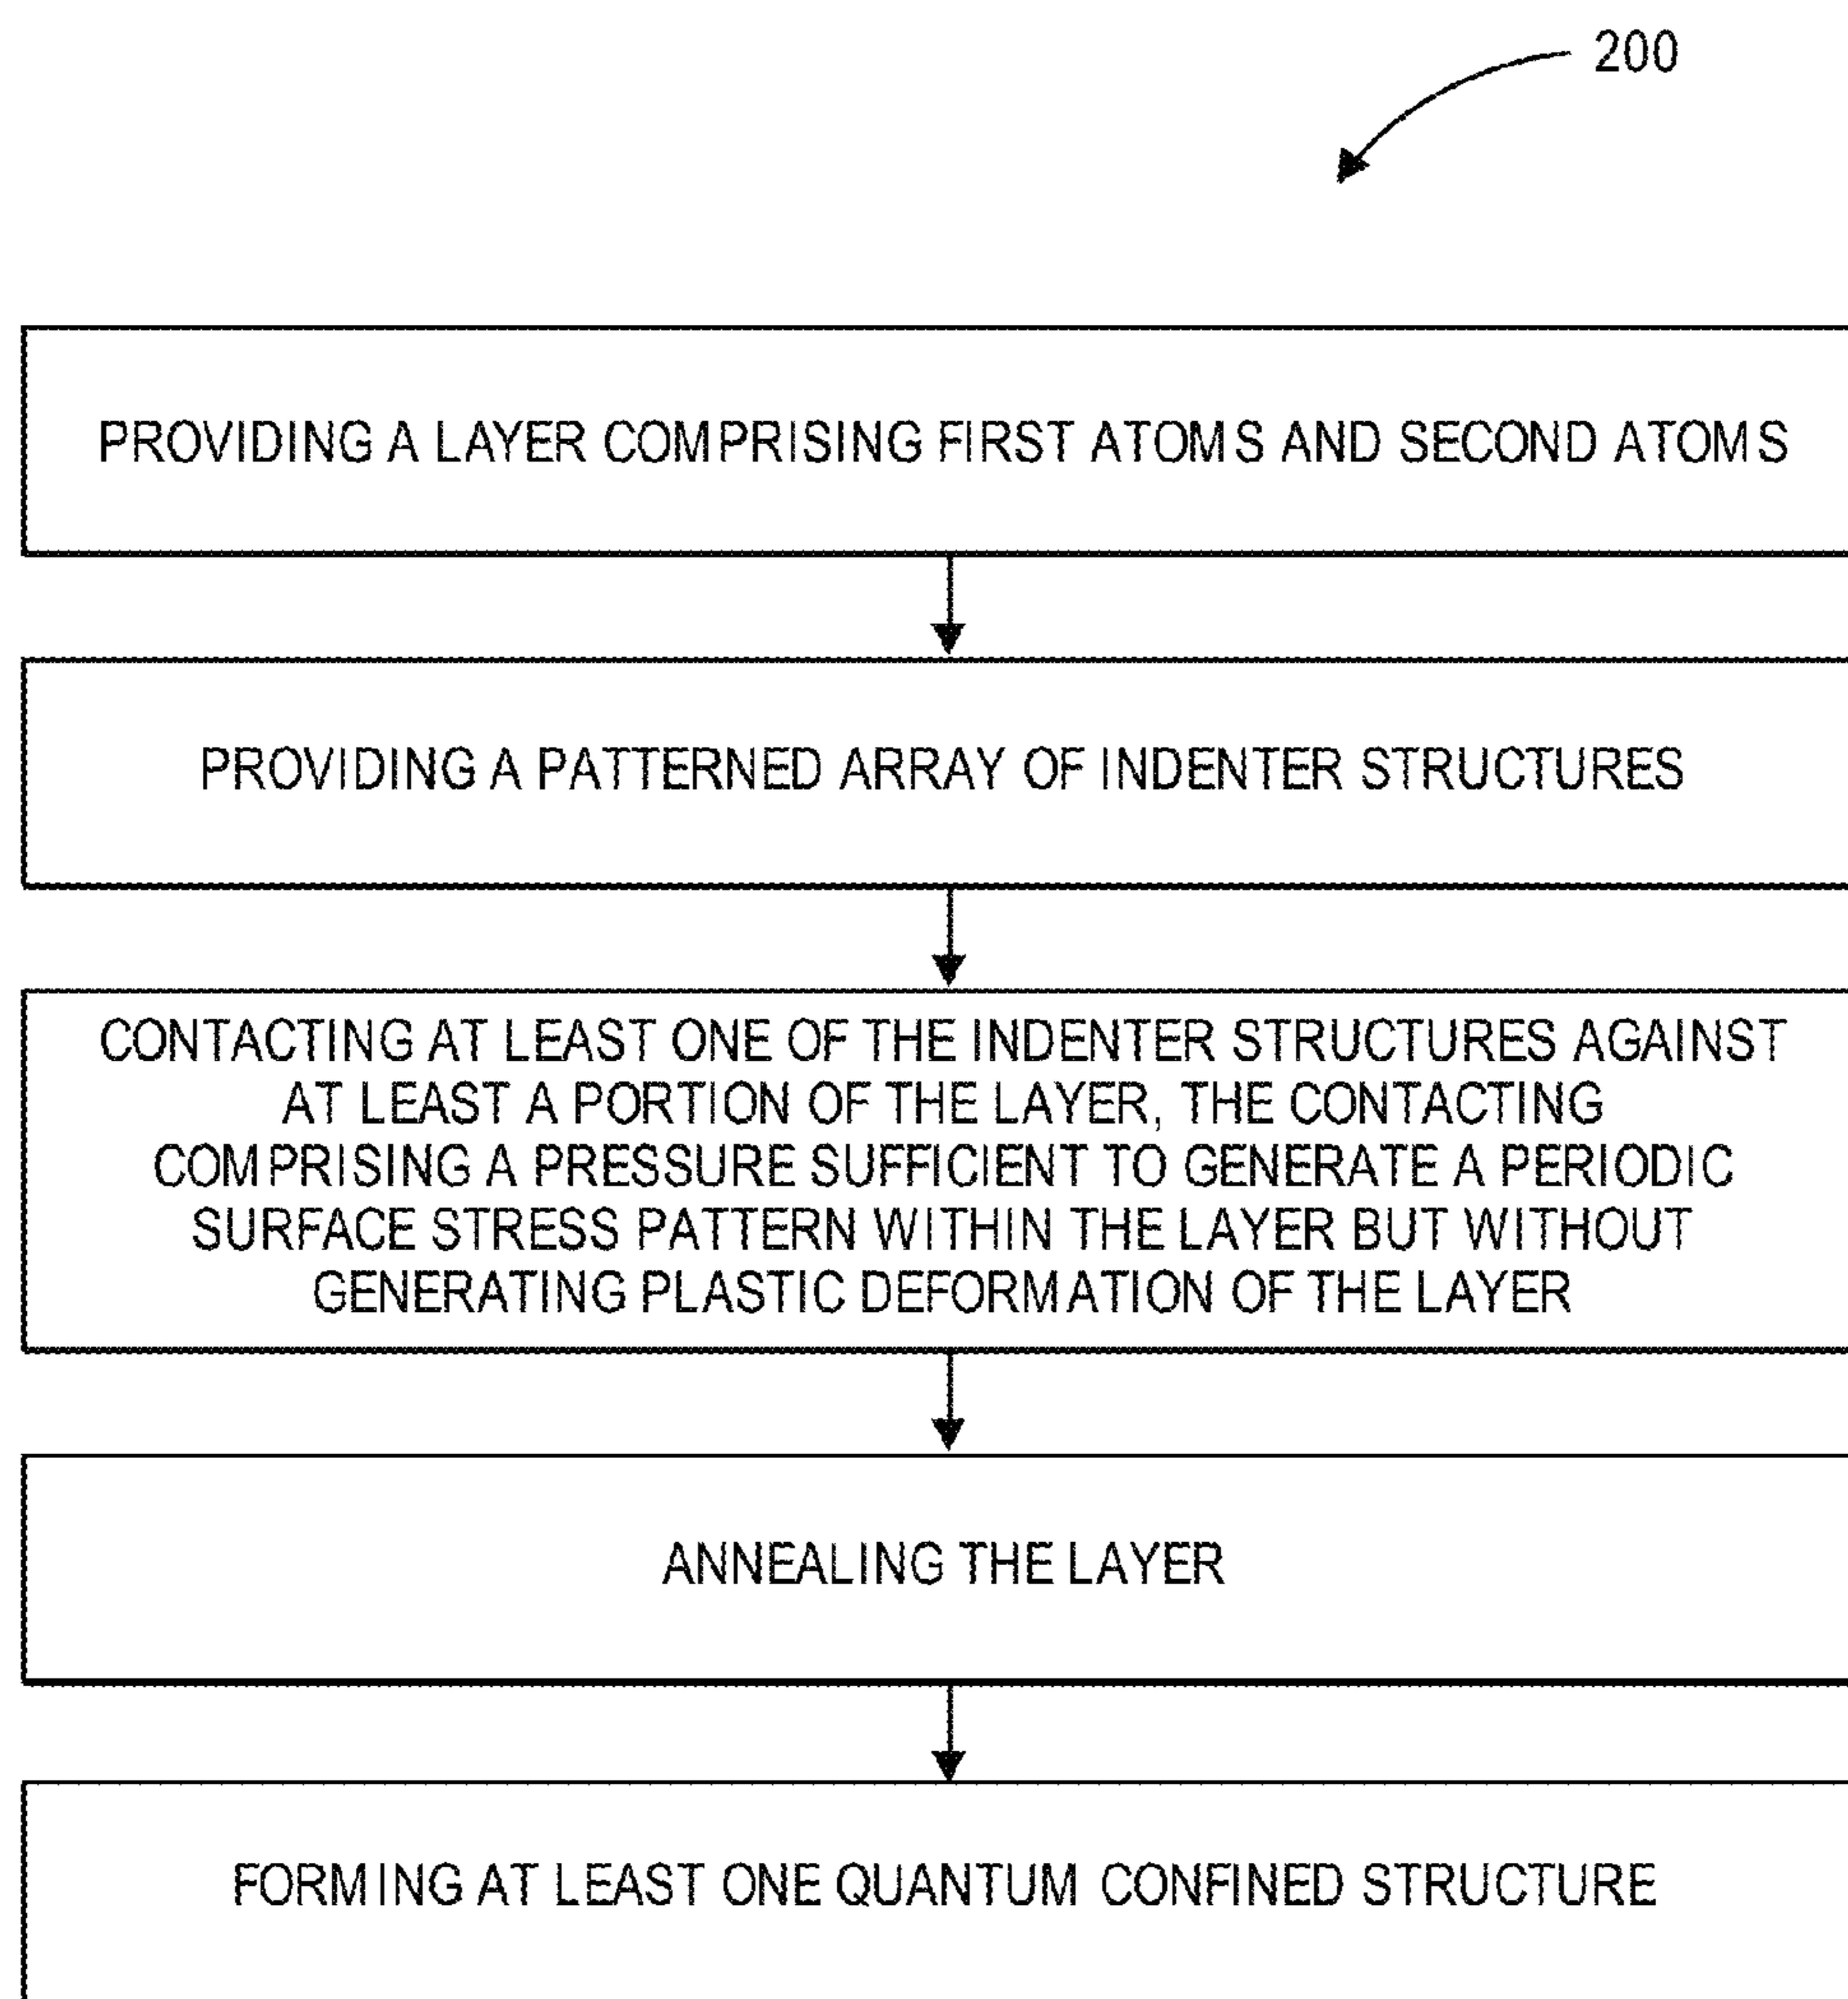 200
PROVIDING A LAYER COMPRISING FIRST ATOMS AND SECOND ATOMS
PROVIDING A PATTERNED ARRAY OF INDENTER STRUCTURES
CONTACTING AT LEAST ONE OF THE INDENTER STRUCTURES AGAINST
AT LEAST A PORTION OF THE LAYER, THE CONTACTING
COMPRISING A PRESSURE SUFFICIENT TO GENERATE A PERIODIC
SURFACE STRESS PATTERN WITHIN THE LAYER BUT WITHOUT
GENERATING PLASTIC DEFORMATION OF THE LAYER
ANNEALING THE LAYER
FORMING AT LEAST ONE QUANTUM CONFINED STRUCTURE